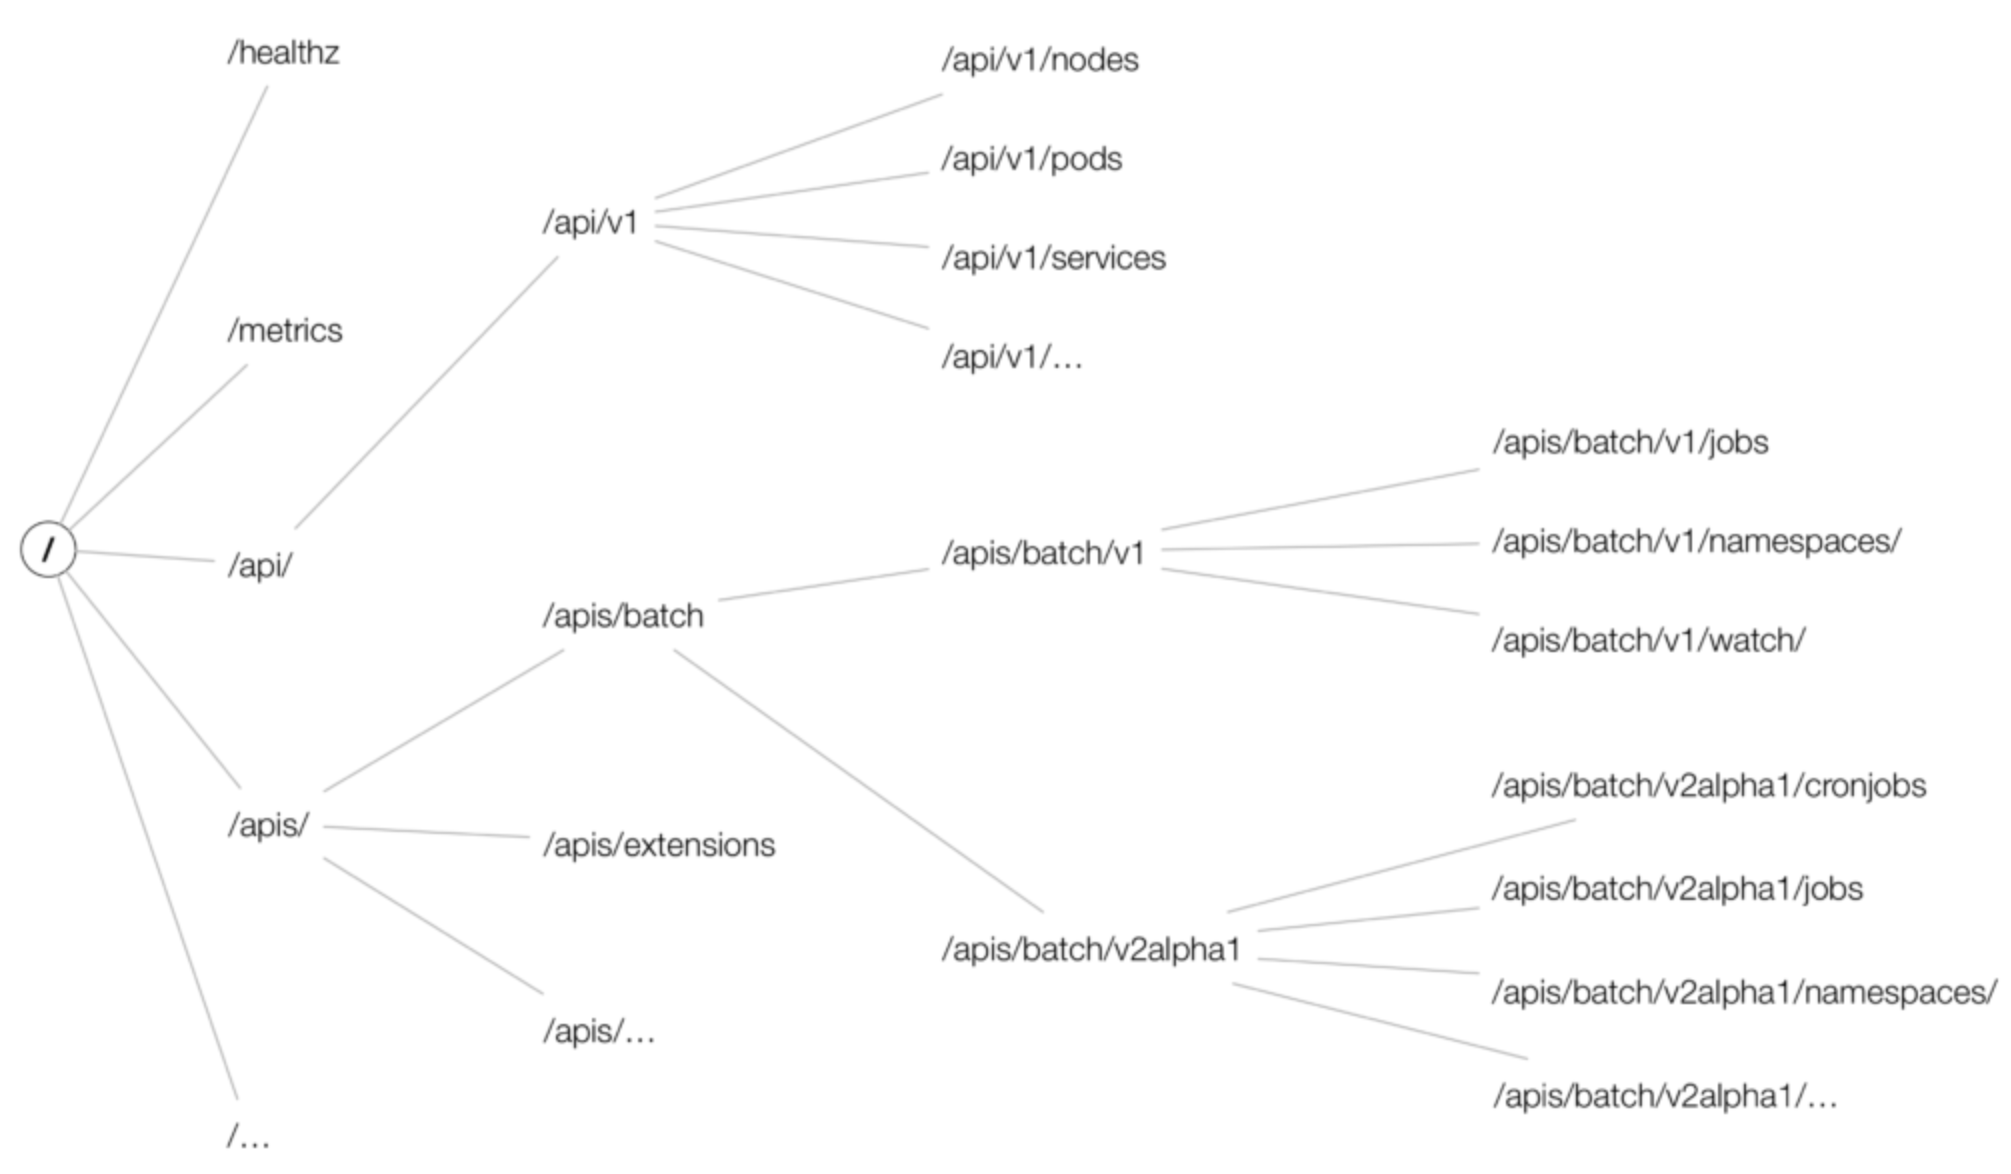 /healthz
/metrics
/
/api/
/apis/
/…
/api/v1
/apis/batch
/apis/extensions
/apis/…
/api/v1/nodes
/api/v1/pods
/api/v1/services
/api/v1/…
/apis/batch/v1
/apis/batch/v2alpha1
/apis/batch/v1/jobs
/apis/batch/v1/namespaces/
/apis/batch/v1/watch/
/apis/batch/v2alpha1/cronjobs
/apis/batch/v2alpha1/jobs
/apis/batch/v2alpha1/namespaces/
/apis/batch/v2alpha1/…